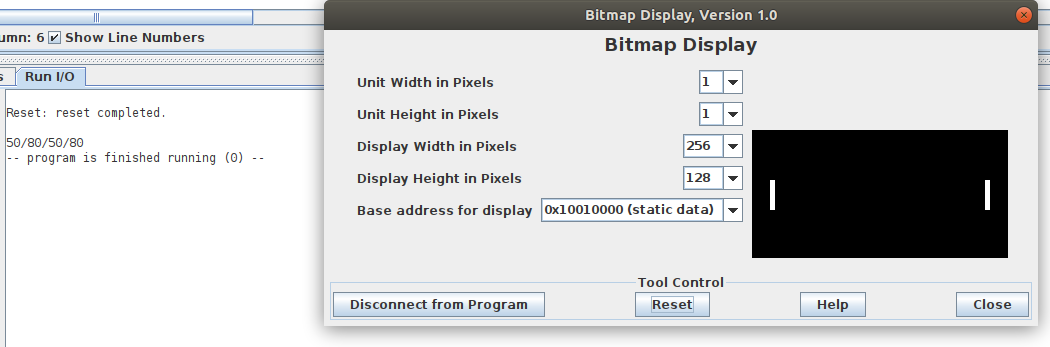 Bitmap Display, Version 1.0
umn: 6 Show Line Numbers
s Run I/O
Reset: reset completed.
50/80/50/80
-- program is finished running (0) --
Bitmap Display
Unit Width in Pixels 1
Unit Height in Pixels 1
Display Width in Pixels 256
Display Height in Pixels 128
Base address for display 0x10010000 (static data)
Tool Control
Disconnect from Program Reset Help Close